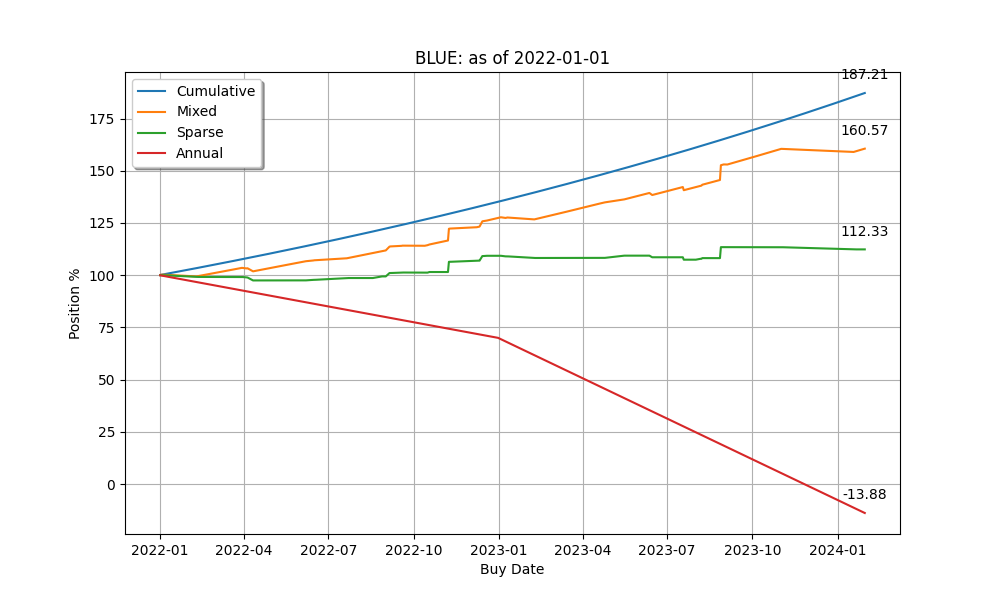 BLUE: as of 2022-01-01
187.21
Cumulative
Mixed
Sparse
Annual
160.57
112.33
-13.88
175
150
125
100
75
50
25
0
Position %
2022-01 2022-04 2022-07 2022-10 2023-01 2023-04 2023-07 2023-10 2024-01
Buy Date